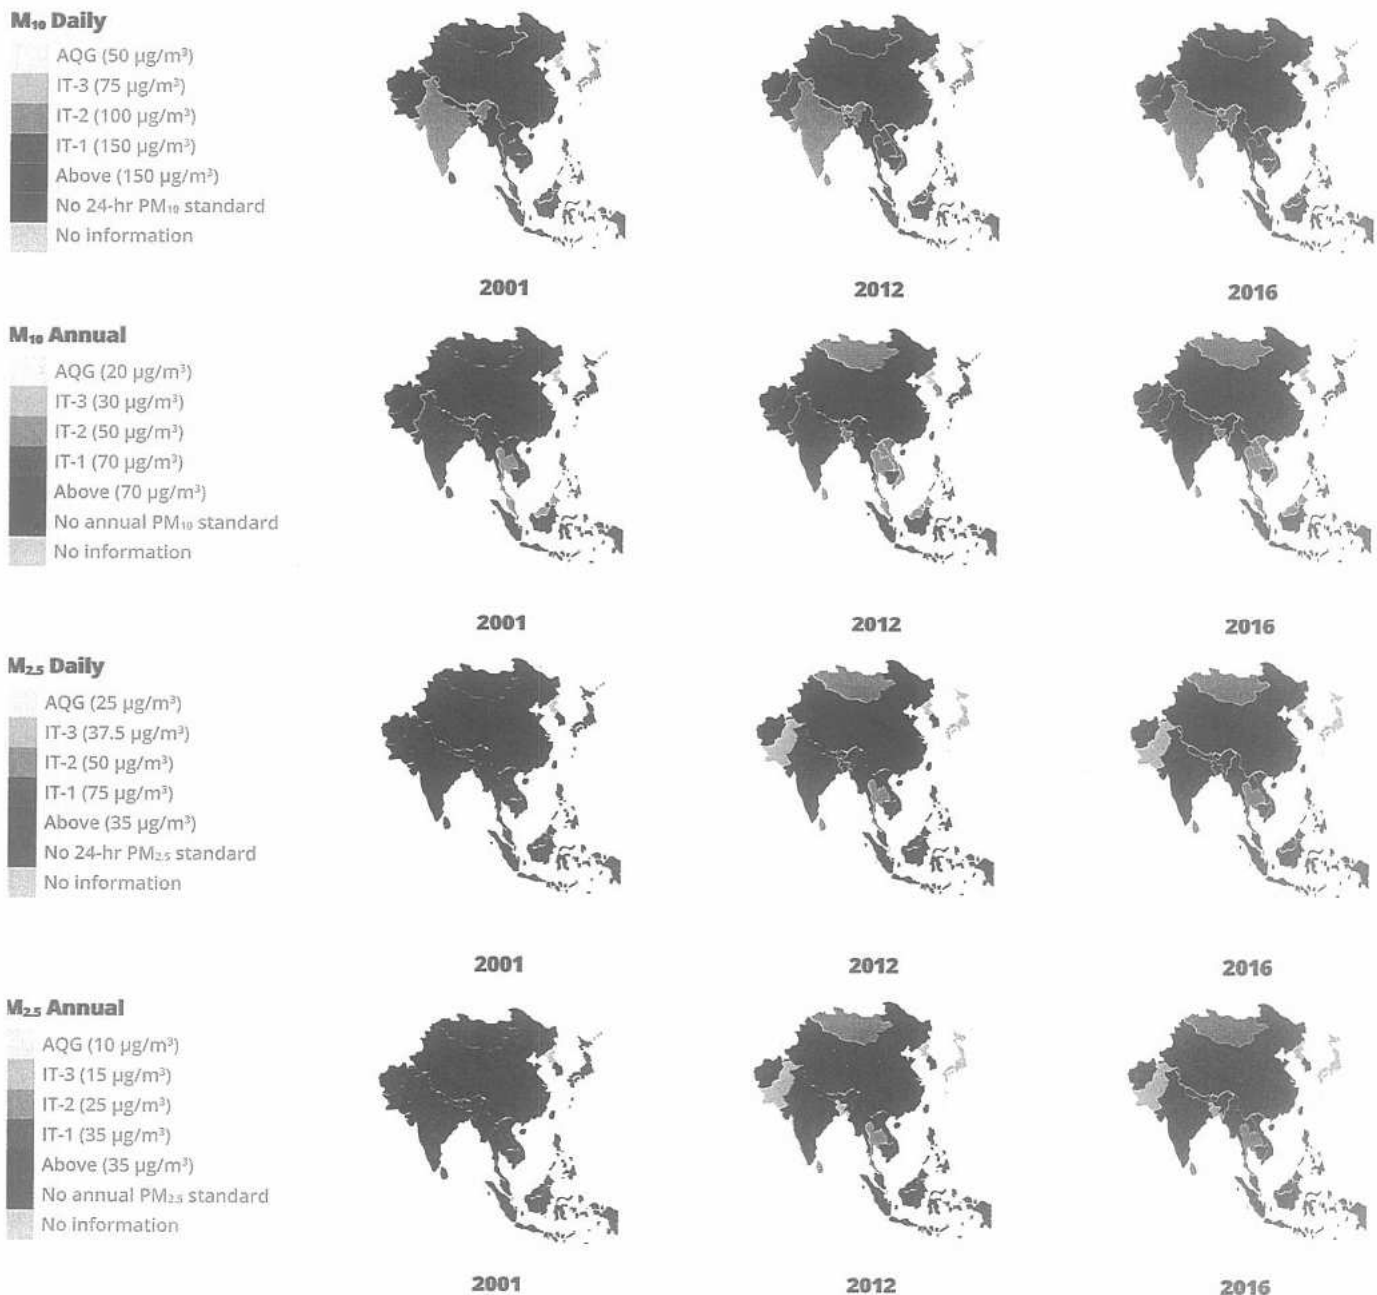 M₁₀ Daily
AQG (50 µg/m³)
IT-3 (75 µg/m³)
IT-2 (100 µg/m³)
IT-1 (150 µg/m³)
Above (150 µg/m³)
No 24-hr PM₁₀ standard
No information
2001
2012
2016
M₁₀ Annual
AQG (20 µg/m³)
IT-3 (30 µg/m³)
IT-2 (50 µg/m³)
IT-1 (70 µg/m³)
Above (70 µg/m³)
No annual PM₁₀ standard
No information
2001
2012
2016
M₂.₅ Daily
AQG (25 µg/m³)
IT-3 (37.5 µg/m³)
IT-2 (50 µg/m³)
IT-1 (75 µg/m³)
Above (35 µg/m³)
No 24-hr PM₂.₅ standard
No information
2001
2012
2016
M₂.₅ Annual
AQG (10 µg/m³)
IT-3 (15 µg/m³)
IT-2 (25 µg/m³)
IT-1 (35 µg/m³)
Above (35 µg/m³)
No annual PM₂.₅ standard
No information
2001
2012
2016